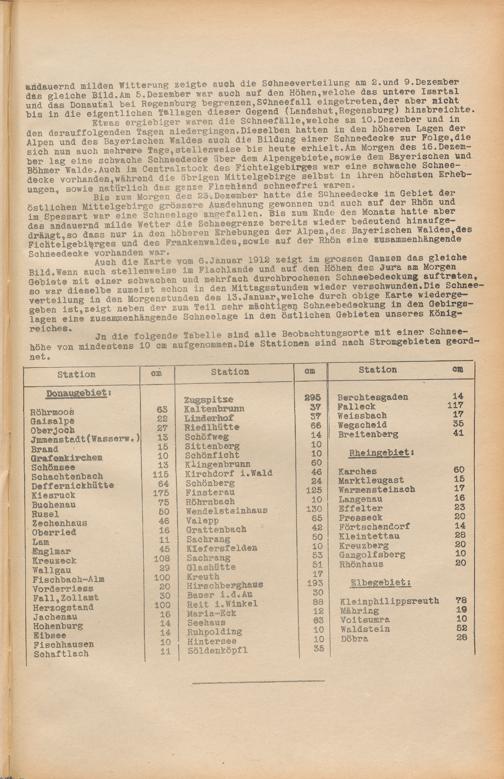 andauernd milden Witterung zeigte auch die Schneeverteilung am 2.und 9.Dezember
das gleiche Bild.Am 5.Dezember war auch auf den Höhen,welche das untere Isartal
und das Donautal bei Regensburg begrenzen,Schneefall eingetreten,der aber nicht
bis in die eigentlichen Tallagen dieser Gegend (Landshut,Regensburg) hinabreichte.
Etwas ergiebiger waren die Schneefälle,welche am 10.Dezember und in
den darauffolgenden Tagen niedergingen.Dieselben hatten in den höheren Lagen der
Alpen und des Bayerischen Waldes auch die Bildung einer Schneedecke zur Folge,die
sich nun auch mehrere Tage,stellenweise bis heute erhielt.Am Morgen des 16.Dezem-
ber lag eine schwache Schneedecke über dem Alpengebiete,sowie dem Bayerischen und
Böhmer Walde.Auch im Centralstock des Fichtelgebirges war eine schwache Schnee-
decke vorhanden,während die übrigen Mittelgebirge selbst in ihren höchsten Erheb-
ungen, sowie natürlich das ganze Flachland schneefrei waren.
Bis zum Morgen des 23.Dezember hatte die Schneedecke im Gebiet der
östlichen Mittelgebirge grössere Ausdehnung gewonnen und auch auf der Rhön und
im Spessart war eine Schneelage angefallen. Bis zum Ende des Monats hatte aber
das andauernd milde Wetter die Schneegrenze bereits wieder bedeutend hinaufge-
drängt,so dass nur in den höheren Erhebungen der Alpen,des Bayerischen Waldes,des
Fichtelgebirges und des Frankenwaldes,sowie auf der Rhön eine zusammenhängende
Schneedecke vorhanden war.
Auch die Karte vom 6.Januar 1912 zeigt im grossen Ganzen das gleiche
Bild.Wenn auch stellenweise im Flachlande und auf den Höhen des Jura am Morgen
Gebiete mit einer schwachen und mehrfach durchbrochenen Schneebedeckung auftreten,
so war dieselbe zumeist schon in den Mittagsstunden wieder verschwunden.Die Schnee-
verteilung in den Morgenstunden des 13.Januar,welche durch obige Karte wiederge-
geben ist,zeigt neben der zum Teil sehr mächtigen Schneebedeckung in den Gebirgs-
lagen eine zusammenhängende Schneelage in den östlichen Gebieten unseres König-
reiches.
Jn die folgende Tabelle sind alle Beobachtungsorte mit einer Schnee-
höhe von mindestens 10 cm aufgenommen.Die Stationen sind nach Stromgebieten geord-
net.
Station cm Station cm Station cm
Donaugebiet:
Röhrmoos 63
Gaisalpe 22
Oberjoch 27
Jmmenstadt(Wasserw.) 13
Brand 15
Grafenkirchen 10
Schönsee 13
Schachtenbach 115
Deffernickhütte 64
Kiesruck 175
Buchenau 75
Rusel 50
Zechenhaus 46
Oberried 16
Lam 11
Englmar 45
Kreuzeck 108
Wallgau 29
Fischbach-Alm 100
Vorderriess 20
Fall,Zollamt 30
Herzogstand 100
Jachenau 16
Hohenburg 14
Eibsee 14
Fischhausen 10
Schaftlach 11
Zugspitze 295
Kaltenbrunn 37
Linderhof 37
Riedlhütte 66
Schöfweg 14
Sittenberg 10
Schönficht 10
Klingenbrunn 60
Kirchdorf i.Wald 46
Schönberg 24
Finsterau 125
Röhrnbach 10
Wendelsteinhaus 130
Valepp 65
Grattenbach 42
Sachrang 50
Kiefersfelden 10
Sachrang 53
Glashütte 51
Kreuth 17
Hirschberghaus 193
Baier i.d.Au 30
Reit i.Winkel 88
Maria-Eck 12
Seehaus 63
Ruhpolding 10
Hintersee 10
Söldenköpfl 35
Berchtesgaden 14
Falleck 117
Weissbach 17
Wegscheid 35
Breitenberg 41
Rheingebiet:
Karches 60
Marktleugast 15
Warmensteinach 17
Langenau 16
Effelter 23
Presseck 20
Förtschendorf 14
Kleintettau 28
Kreuzberg 20
Gangolfsberg 10
Rhönhaus 20
Elbegebiet:
Kleinphilippsreuth 78
Mähring 19
Voitsumra 10
Waldstein 52
Döbra 28